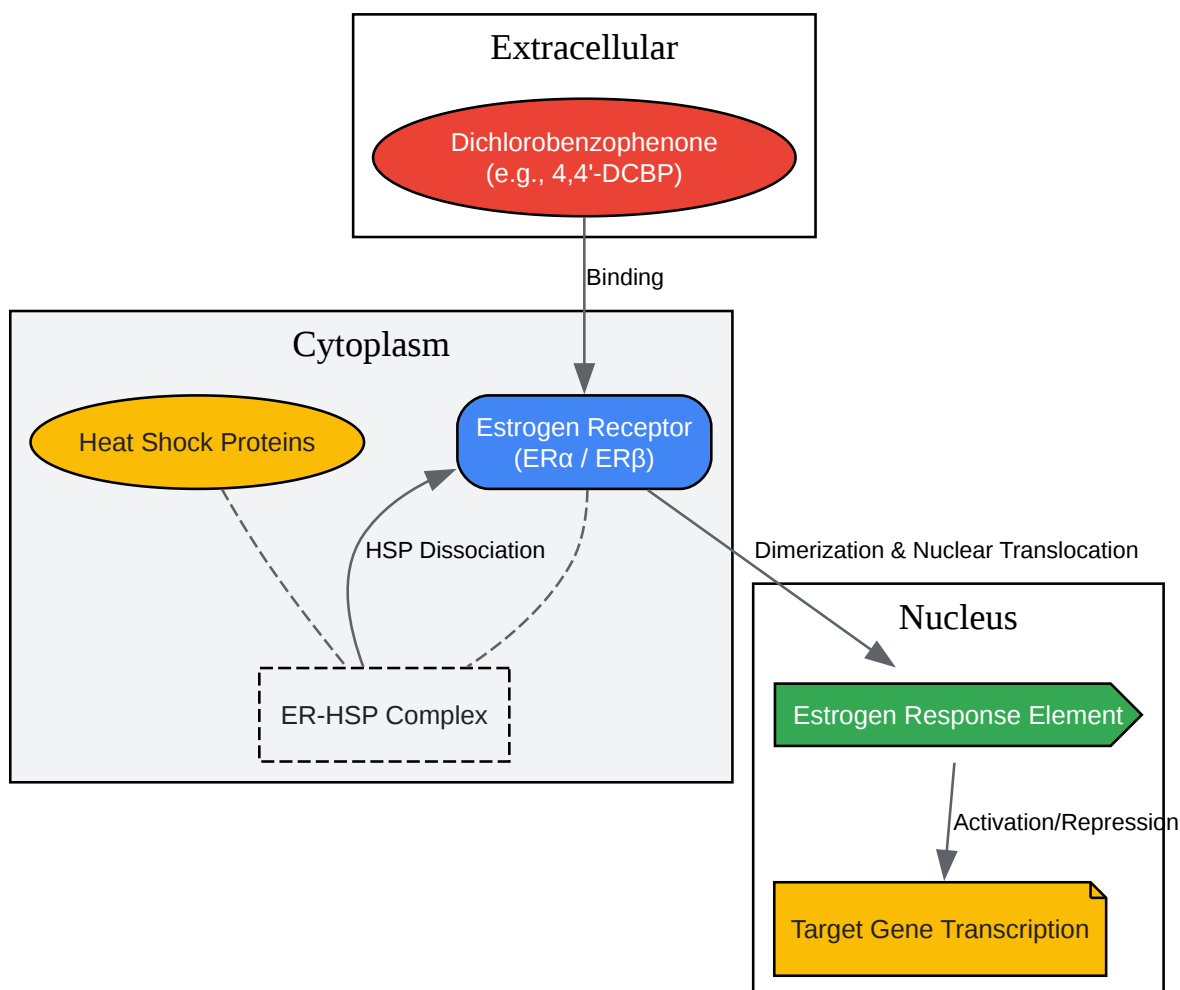 Extracellular
Dichlorobenzophenone
(e.g., 4,4'-DCBP)
Binding
Cytoplasm
Heat Shock Proteins
Estrogen Receptor
(ERα / ERβ)
HSP Dissociation
Dimerization & Nuclear Translocation
Nucleus
ER-HSP Complex
Estrogen Response Element
Activation/Repression
Target Gene Transcription